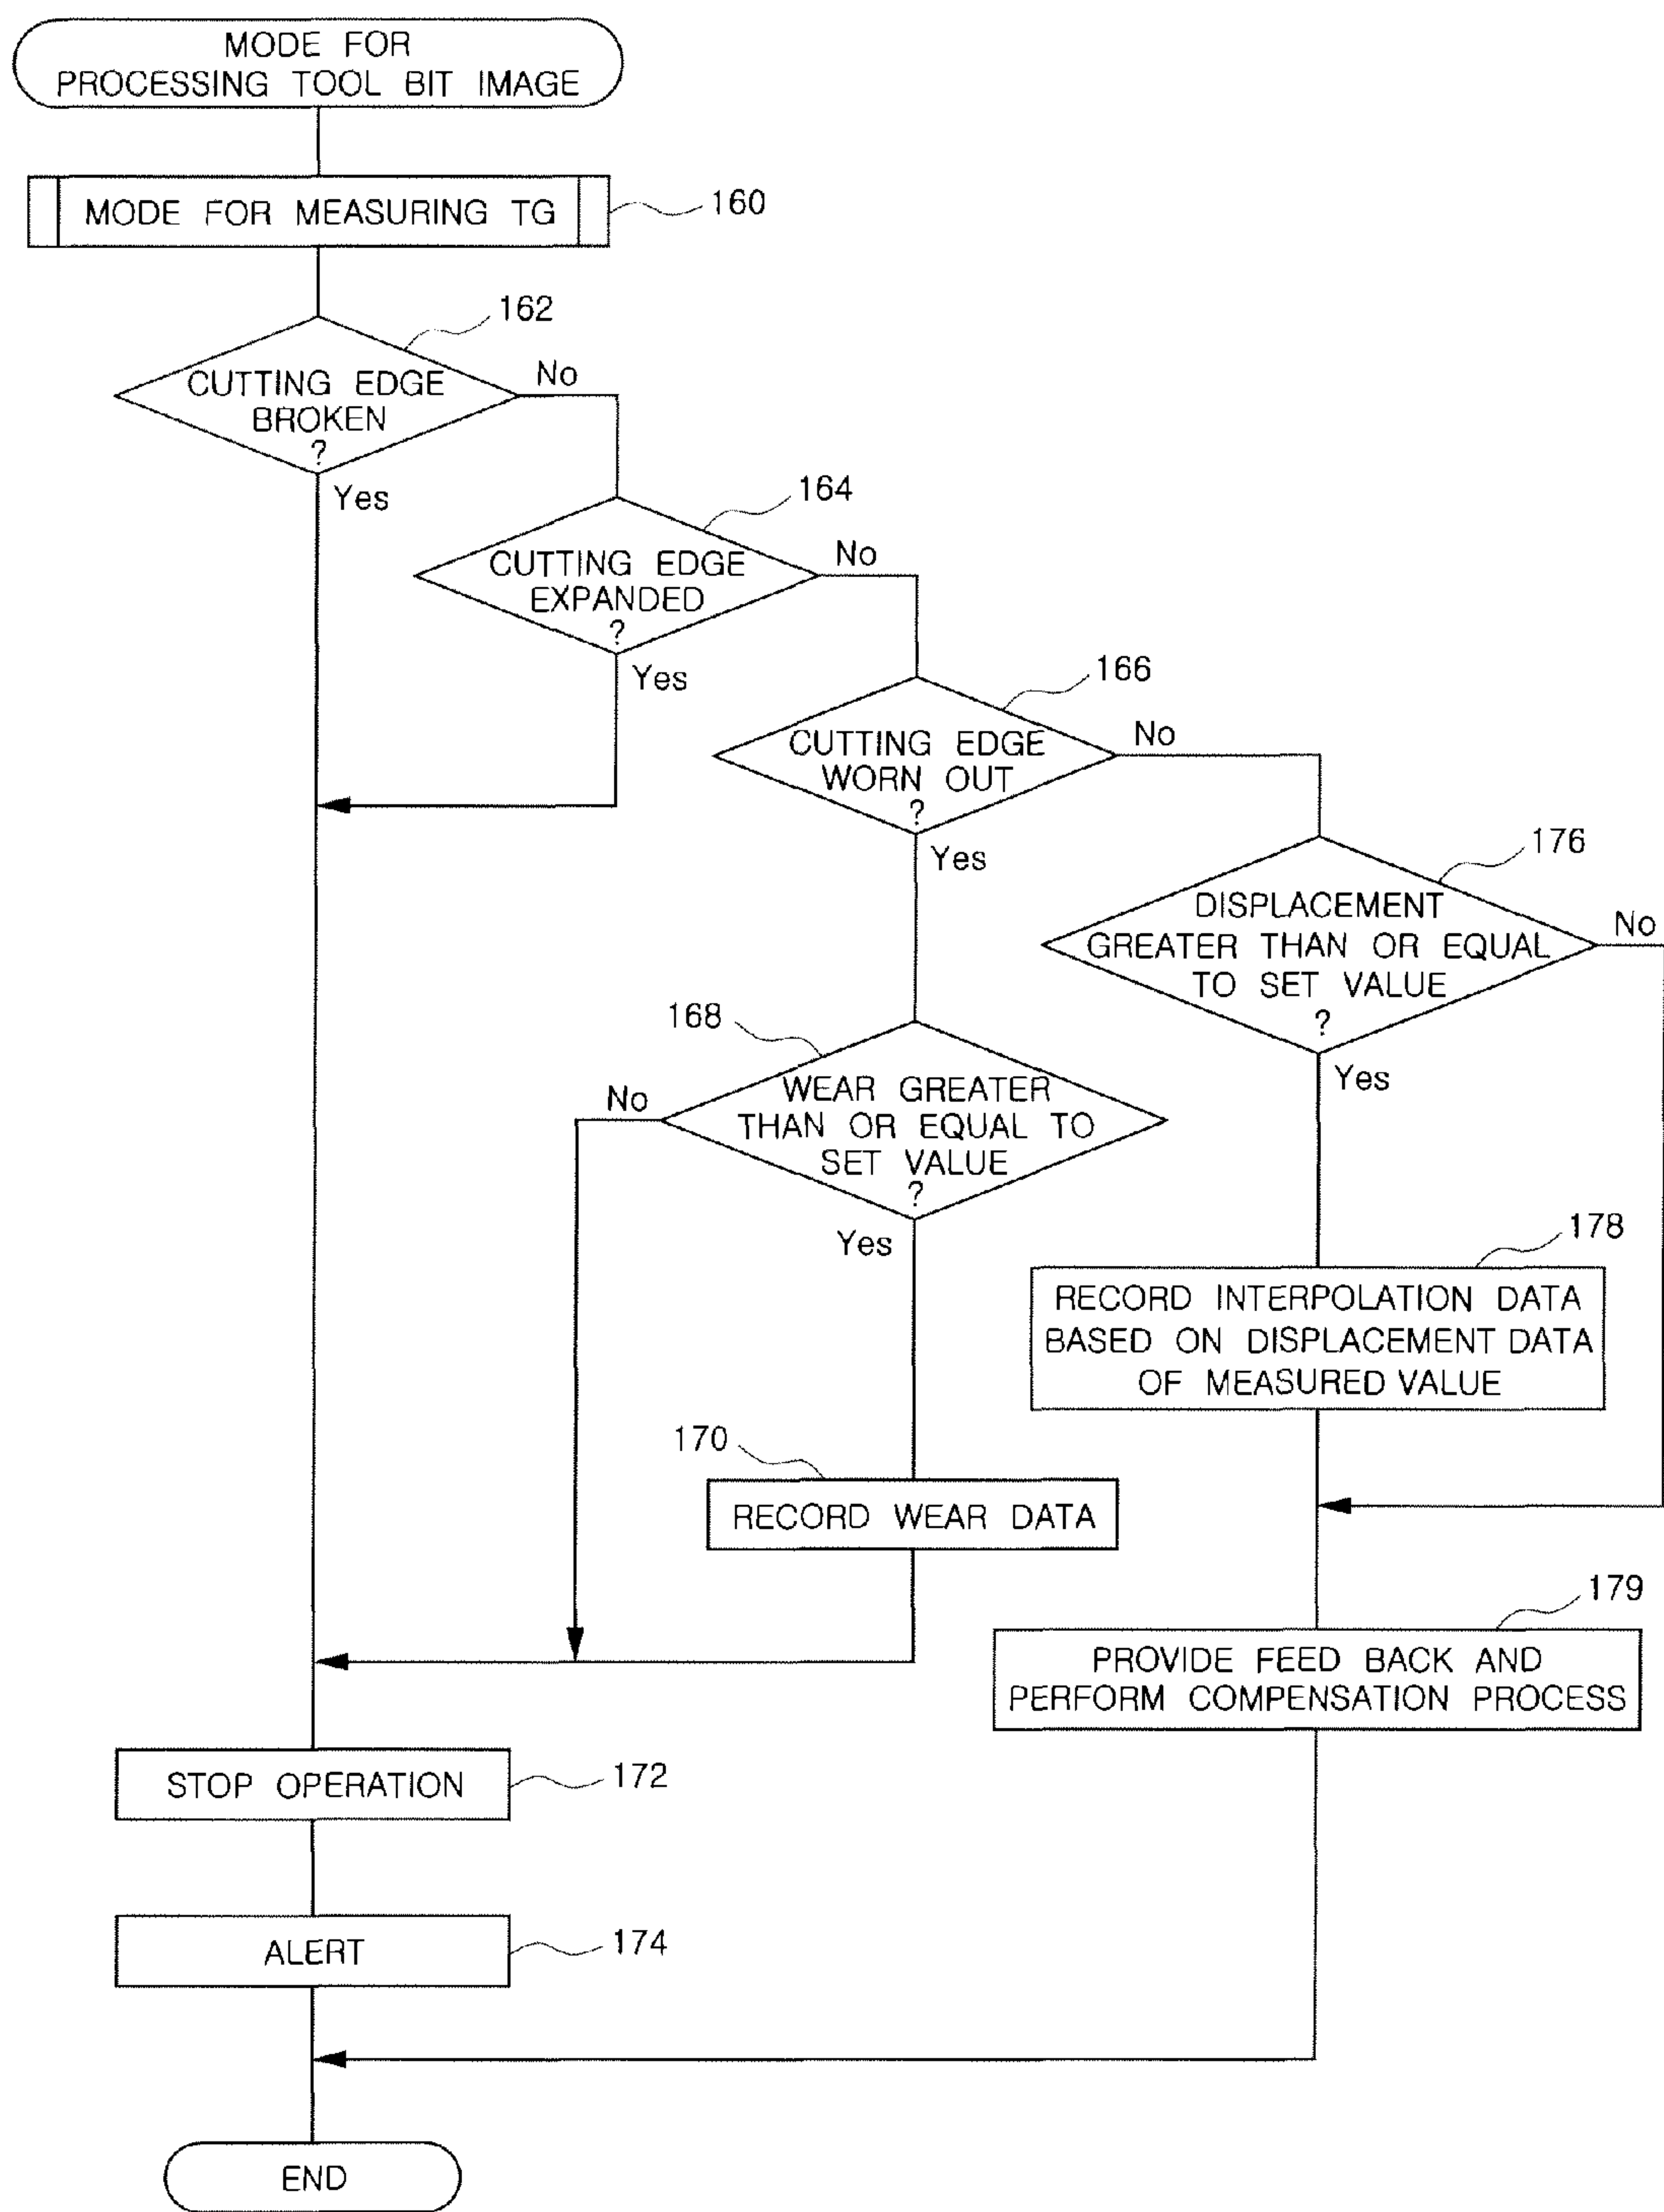 MODE FOR
PROCESSING TOOL BIT IMAGE
MODE FOR MEASURING TG
160
162
CUTTING EDGE
BROKEN
?
No
Yes
164
CUTTING EDGE
EXPANDED
?
No
Yes
166
CUTTING EDGE
WORN OUT
?
No
Yes
176
DISPLACEMENT
GREATER THAN OR EQUAL
TO SET VALUE
?
No
Yes
168
WEAR GREATER
THAN OR EQUAL TO
SET VALUE
?
No
Yes
178
RECORD INTERPOLATION DATA
BASED ON DISPLACEMENT DATA
OF MEASURED VALUE
170
RECORD WEAR DATA
179
PROVIDE FEED BACK AND
PERFORM COMPENSATION PROCESS
STOP OPERATION
172
ALERT
174
END